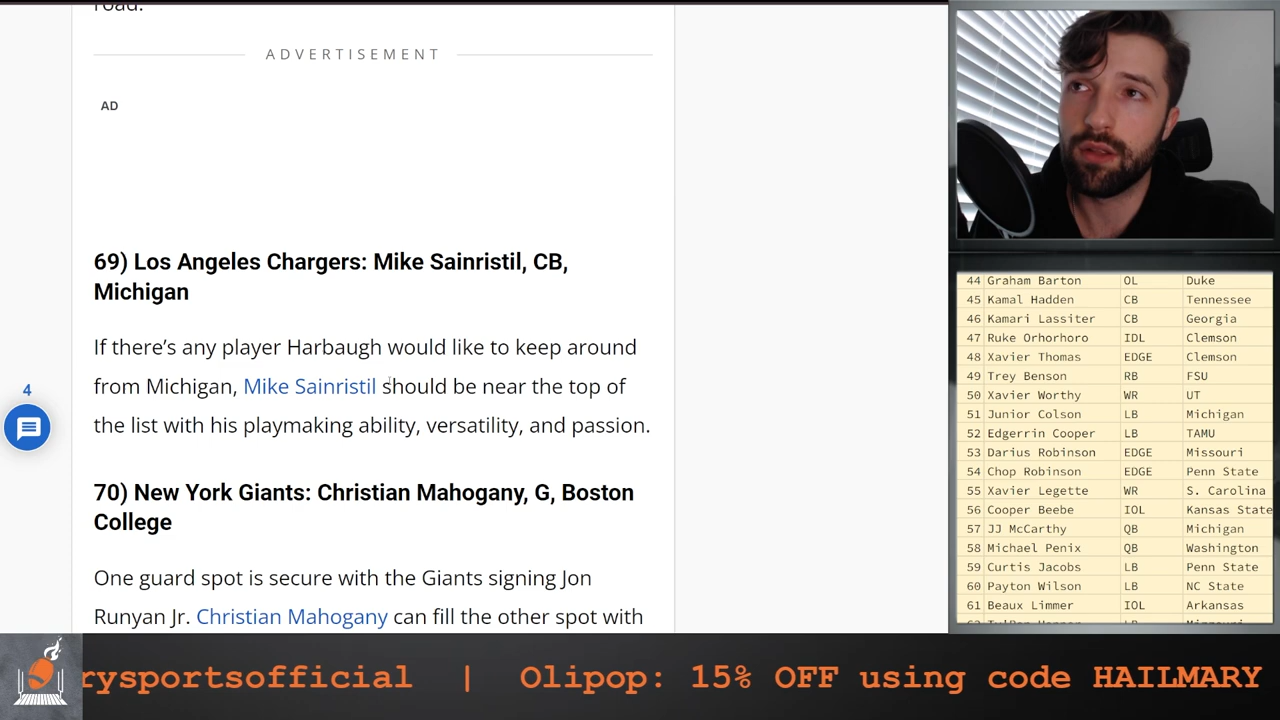 road.
ADVERTISEMENT
AD
69) Los Angeles Chargers: Mike Sainristil, CB,
Michigan
If there’s any player Harbaugh would like to keep around
from Michigan, Mike Sainristil should be near the top of
the list with his playmaking ability, versatility, and passion.
4
70) New York Giants: Christian Mahogany, G, Boston
College
One guard spot is secure with the Giants signing Jon
Runyan Jr. Christian Mahogany can fill the other spot with
44 Graham Barton OL Duke
45 Kamal Hadden CB Tennessee
46 Kamari Lassiter CB Georgia
47 Ruke Orhorhoro IDL Clemson
48 Xavier Thomas EDGE Clemson
49 Trey Benson RB FSU
50 Xavier Worthy WR UT
51 Junior Colson LB Michigan
52 Edgerrin Cooper LB TAMU
53 Darius Robinson EDGE Missouri
54 Chop Robinson EDGE Penn State
55 Xavier Legette WR S. Carolina
56 Cooper Beebe IOL Kansas State
57 JJ McCarthy QB Michigan
58 Michael Penix QB Washington
59 Curtis Jacobs LB Penn State
60 Payton Wilson LB NC State
61 Beaux Limmer IOL Arkansas
rysportsofficial | Olipop: 15% OFF using code HAILMARY